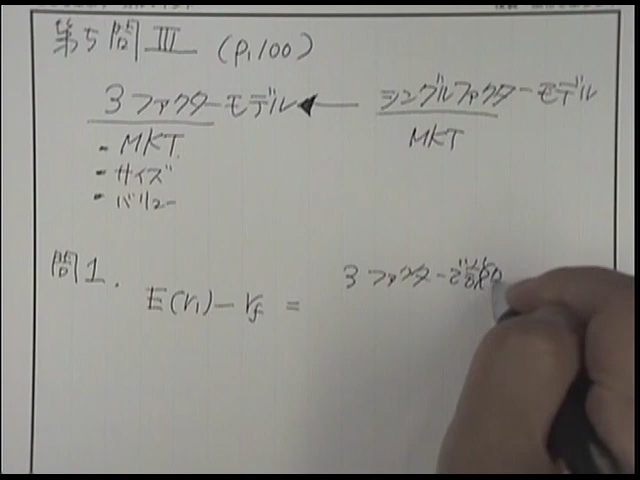 第5問 III (p.100)
3ファクターモデル ← シングルファクターモデル
MKT
・MKT
・サイズ
・バリュー
問1.
3ファクター
E(r₁) - rf =